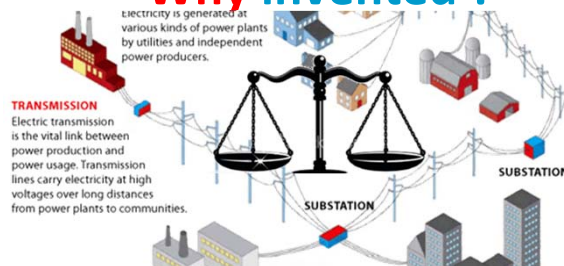 Why invented ?
Electricity is generated at
various kinds of power plants
by utilities and independent
power producers.
TRANSMISSION
Electric transmission
is the vital link between
power production and
power usage. Transmission
lines carry electricity at high
voltages over long distances
from power plants to communities.
SUBSTATION
SUBSTATION